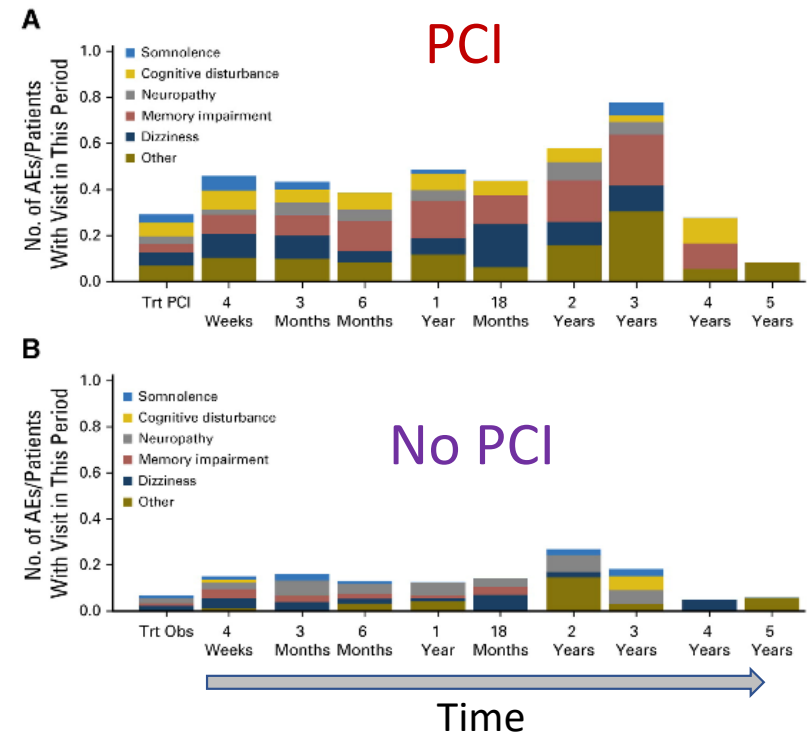 A
PCI
No. of AEs/Patients
With Visit in This Period
1.0
0.8
0.6
0.4
0.2
0.0
Somnolence
Cognitive disturbance
Neuropathy
Memory impairment
Dizziness
Other
Trt PCI 4 3 6 1 18 2 3 4 5
Weeks Months Months Year Months Years Years Years Years
B
No PCI
No. of AEs/Patients
With Visit in This Period
1.0
0.8
0.6
0.4
0.2
0.0
Somnolence
Cognitive disturbance
Neuropathy
Memory impairment
Dizziness
Other
Trt Obs 4 3 6 1 18 2 3 4 5
Weeks Months Months Year Months Years Years Years Years
Time